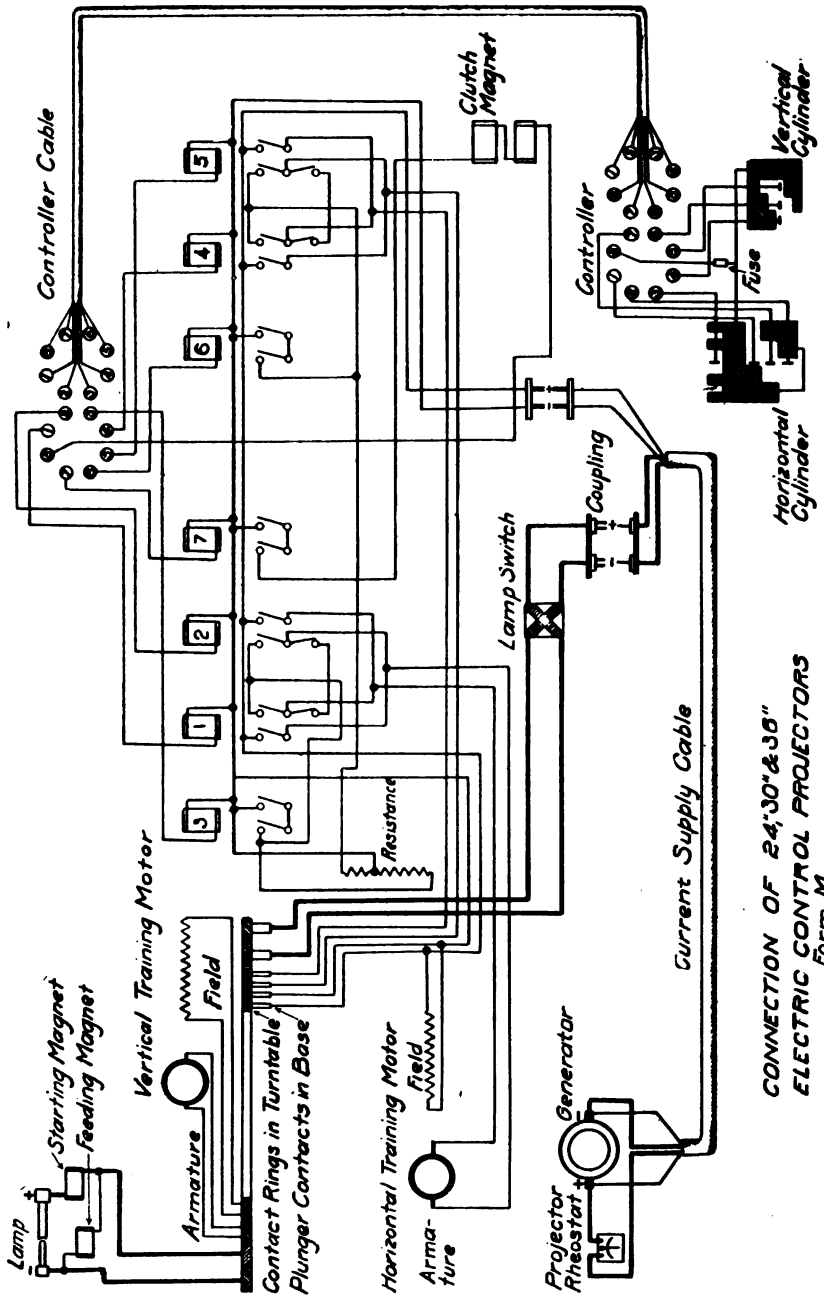 Lamp
- +
Starting Magnet
Feeding Magnet
Vertical Training Motor
Armature
Field
Contact Rings in Turntable
Plunger Contacts in Base
Horizontal Training Motor
Arma-
ture
Field
Resistance
3 1 2 7 6 4 5
Controller Cable
Clutch
Magnet
Lamp Switch
Coupling
- +
- +
Controller
Fuse
Vertical
Cylinder
Horizontal
Cylinder
Current Supply Cable
Projector
Rheostat
+ -
Generator
CONNECTION OF 24,"30"&36"
ELECTRIC CONTROL PROJECTORS
Form M